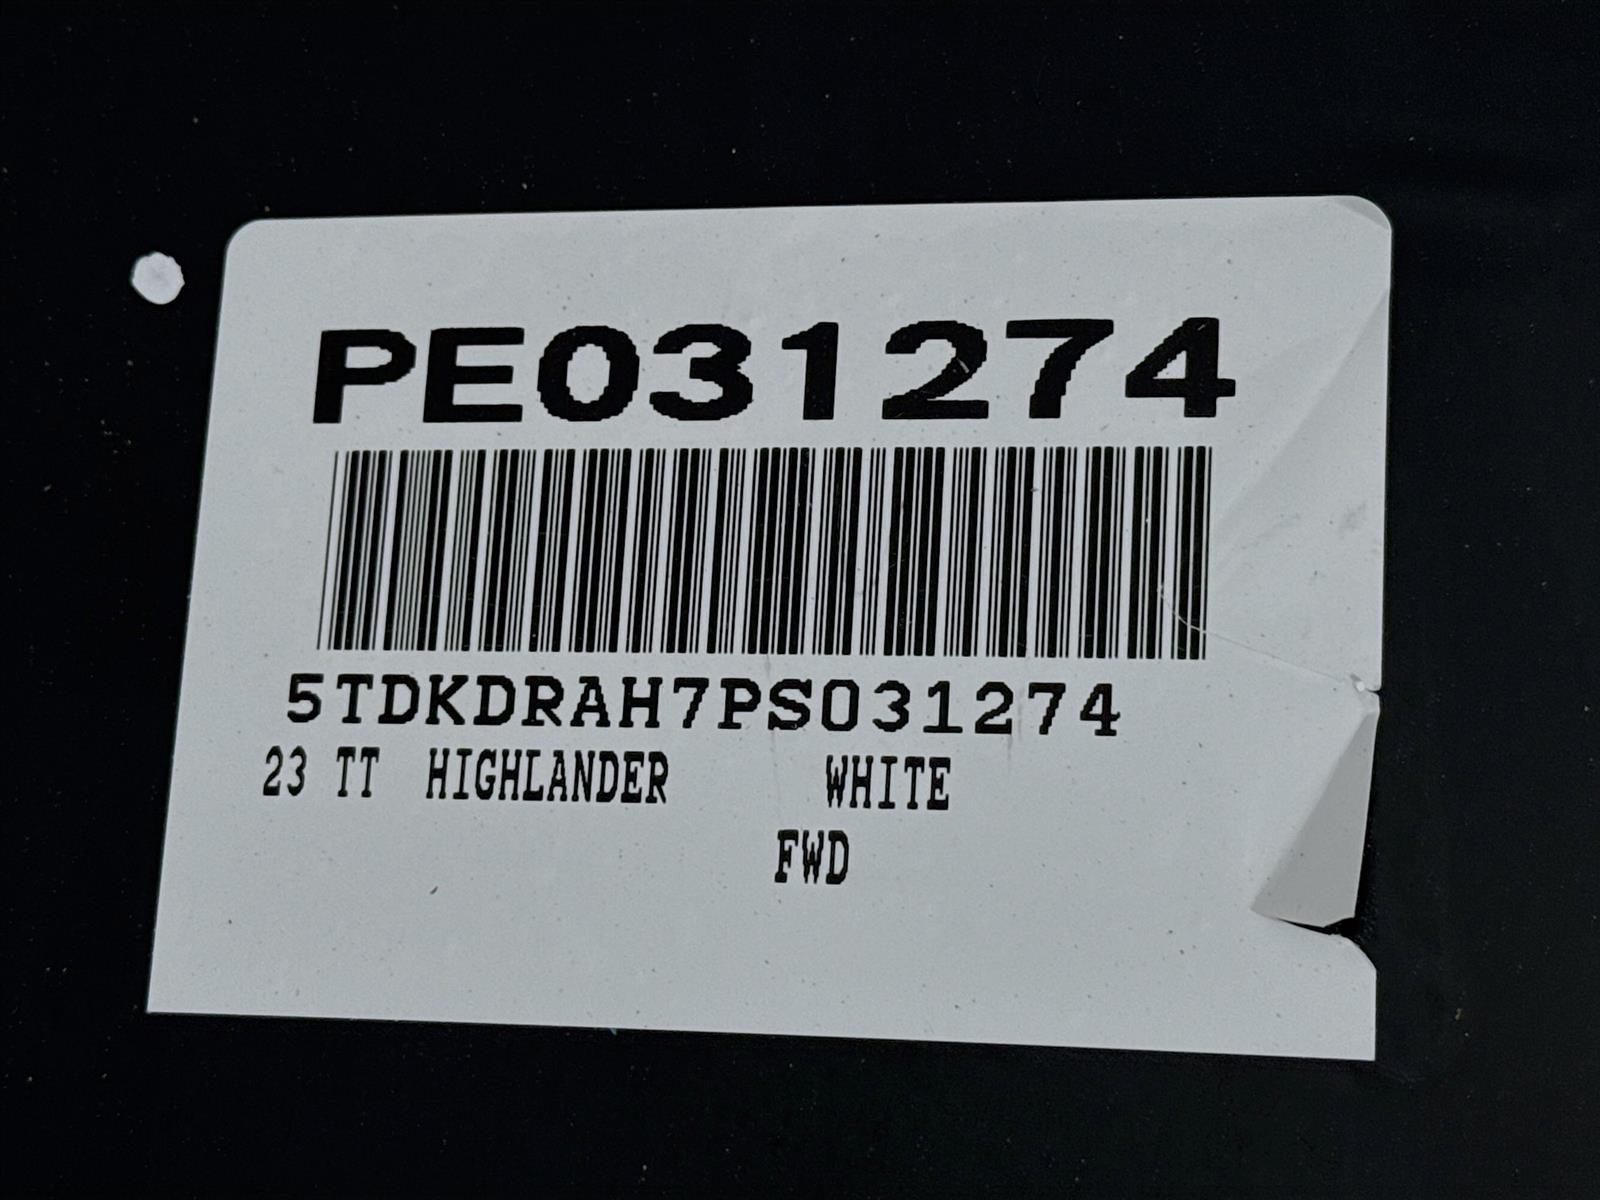 PE031274
5TDKDRAH7PS031274
23 TT HIGHLANDER WHITE
FWD